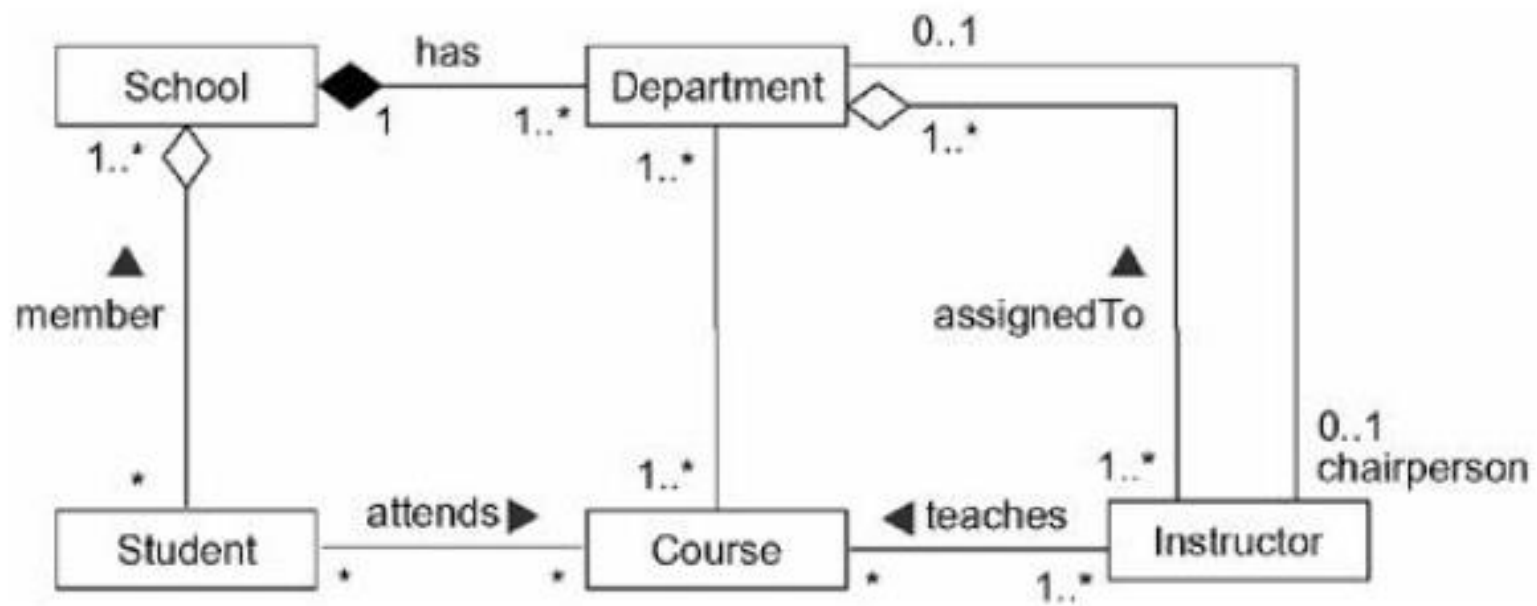 0..1
has
School
Department
1
1..*
1..*
1..*
1..*
member
assignedTo
0..1
chairperson
1..*
*
1..*
attends
teaches
Student
Course
Instructor
*
*
*
1..*